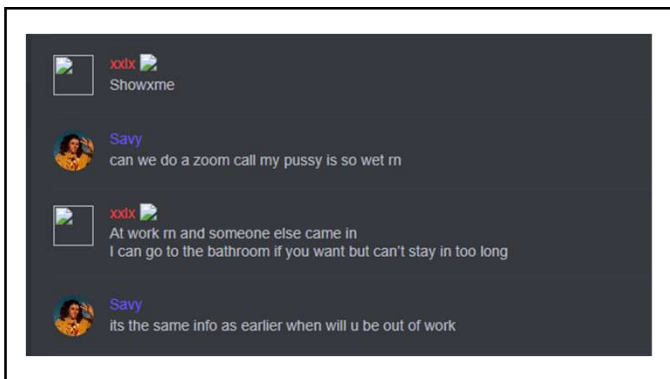 xxlx
Showxme
Savy
can we do a zoom call my pussy is so wet rn
xxlx
At work rn and someone else came in
I can go to the bathroom if you want but can't stay in too long
Savy
its the same info as earlier when will u be out of work